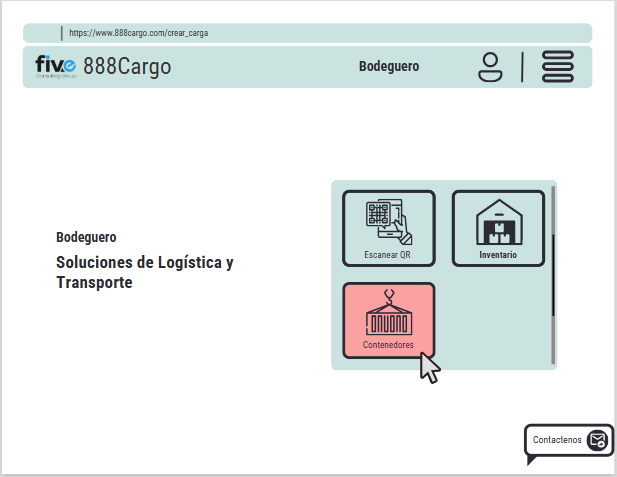 https://www.888cargo.com/crear_carga
five
Consulting Group
888Cargo
Bodeguero
Escanear QR
Inventario
Bodeguero
Soluciones de Logística y
Transporte
Contenedores
Contactenos